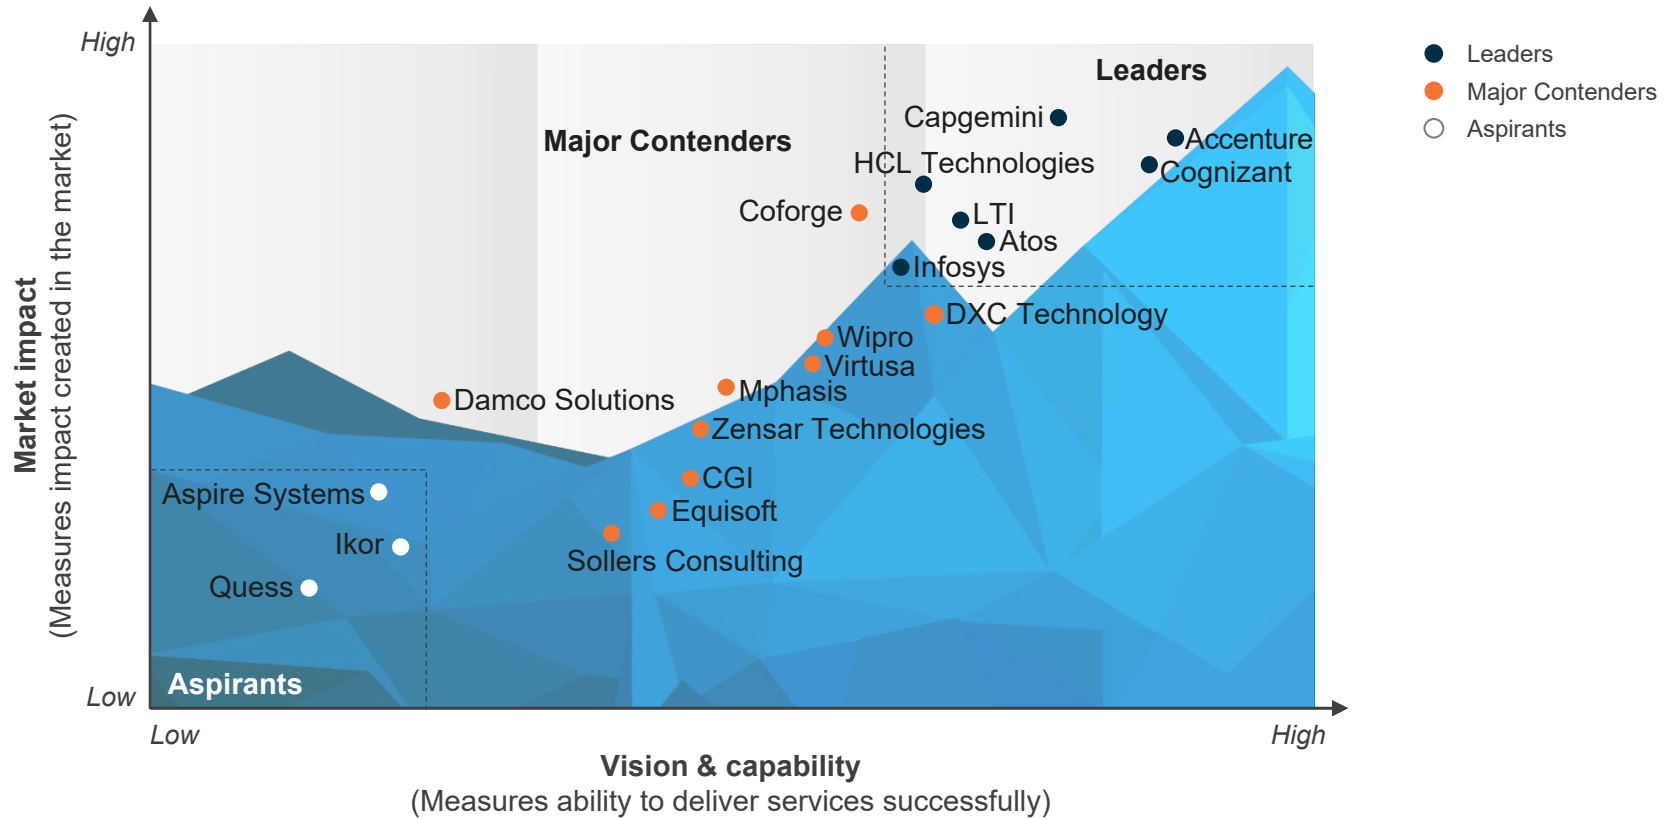 High
Leaders
Leaders
Major Contenders
Aspirants
Capgemini
Accenture
Major Contenders
HCL Technologies
Cognizant
Coforge
LTI
Atos
Infosys
DXC Technology
Wipro
Virtusa
Mphasis
Damco Solutions
Zensar Technologies
CGI
Aspire Systems
Equisoft
Ikor
Sollers Consulting
Quess
Aspirants
Market impact
(Measures impact created in the market)
Low
Low
High
Vision & capability
(Measures ability to deliver services successfully)